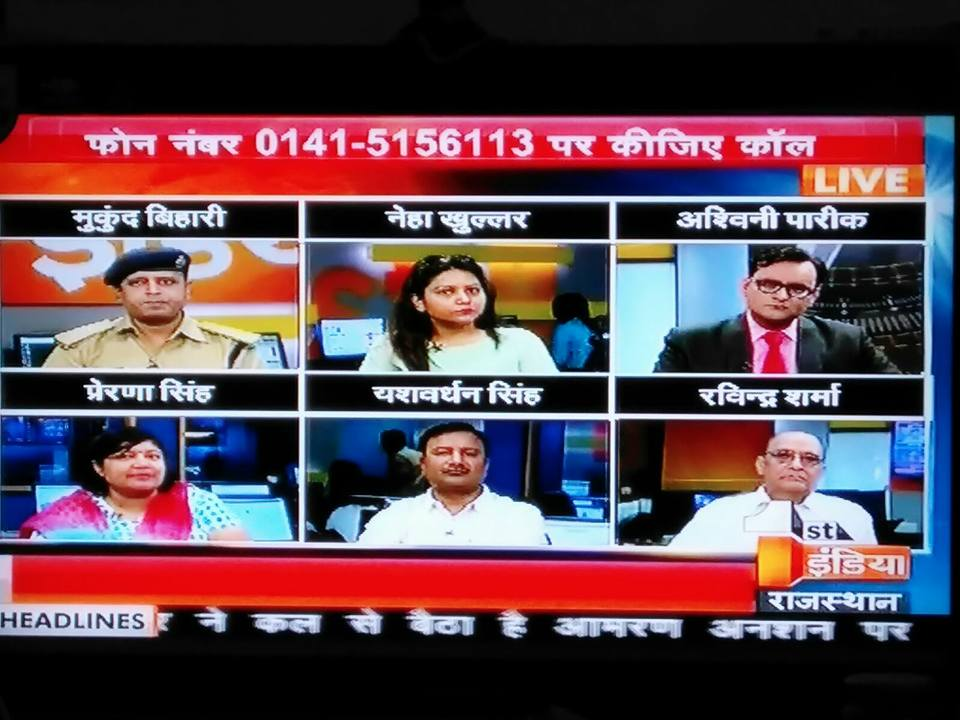 फोन नंबर 0141-5156113 पर कीजिए कॉल
LIVE
मुकुंद बिहारी
नेहा खुल्लर
अश्विनी पारीक
प्रेरणा सिंह
यशवर्धन सिंह
रविन्द्र शर्मा
1st
इंडिया
राजस्थान
HEADLINES
र ने कल से बैठा है आमरण अनशन पर